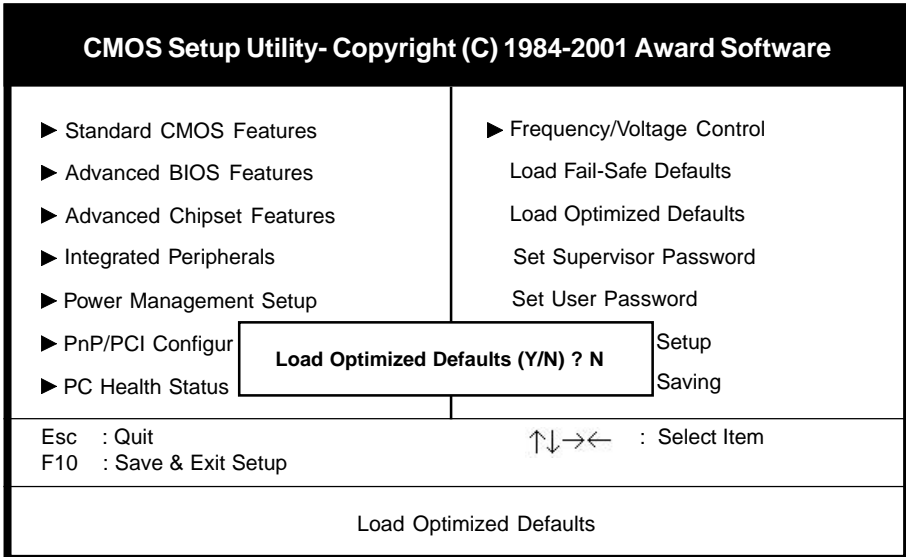 CMOS Setup Utility- Copyright (C) 1984-2001 Award Software
▶ Standard CMOS Features
▶ Advanced BIOS Features
▶ Advanced Chipset Features
▶ Integrated Peripherals
▶ Power Management Setup
▶ PnP/PCI Configur
▶ PC Health Status
▶ Frequency/Voltage Control
Load Fail-Safe Defaults
Load Optimized Defaults
Set Supervisor Password
Set User Password
Setup
Saving
Load Optimized Defaults (Y/N) ? N
Esc : Quit
F10 : Save & Exit Setup
↑↓→← : Select Item
Load Optimized Defaults